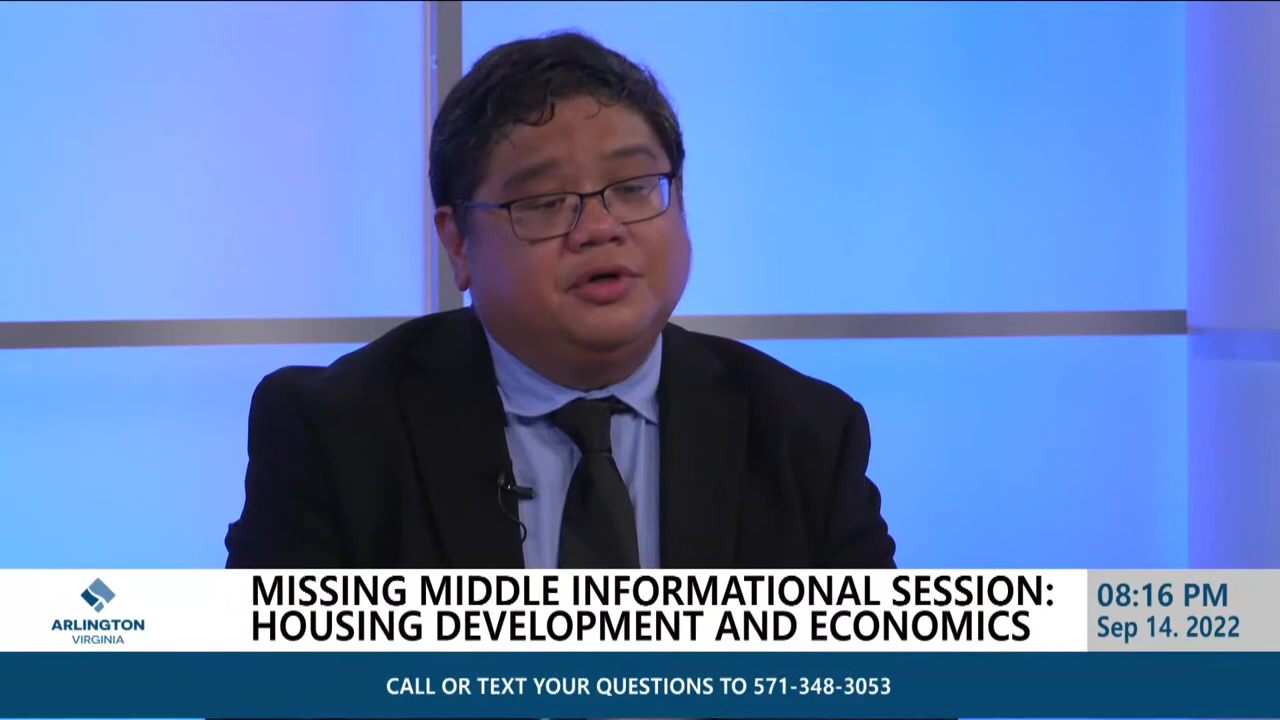 ARLINGTON
VIRGINIA
MISSING MIDDLE INFORMATIONAL SESSION:
HOUSING DEVELOPMENT AND ECONOMICS
08:16 PM
Sep 14. 2022
CALL OR TEXT YOUR QUESTIONS TO 571-348-3053